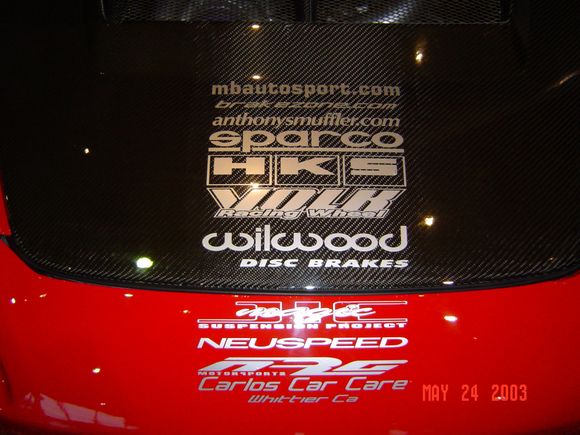 mbautosport.com
brakezone.com
anthonysmuffler.com
sparco
HKS
VOLK
Racing Wheel
wilwood
DISC BRAKES
magic
SUSPENSION PROJECT
NEUSPEED
MOTORSPORTS
Carlos Car Care
Whittier Ca
MAY 24 2003